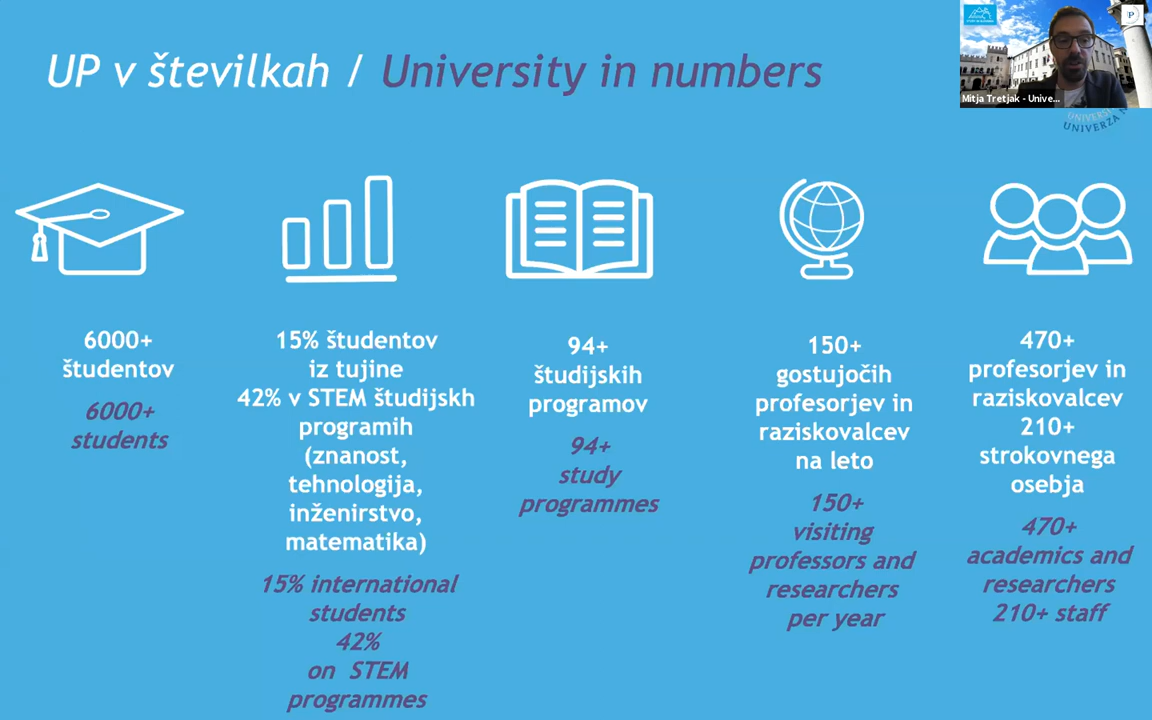 UP v številkah / University in numbers
Mitja Tretjak - Unive...
UNIVERZA
6000+
študentov
6000+
students
15% študentov
iz tujine
42% v STEM študijskh
programih
(znanost,
tehnologija,
inženirstvo,
matematika)
15% international
students
42%
on STEM
programmes
94+
študijskih
programov
94+
study
programmes
150+
gostujočih
profesorjev in
raziskovalcev
na leto
150+
visiting
professors and
researchers
per year
470+
profesorjev in
raziskovalcev
210+
strokovnega
osebja
470+
academics and
researchers
210+ staff